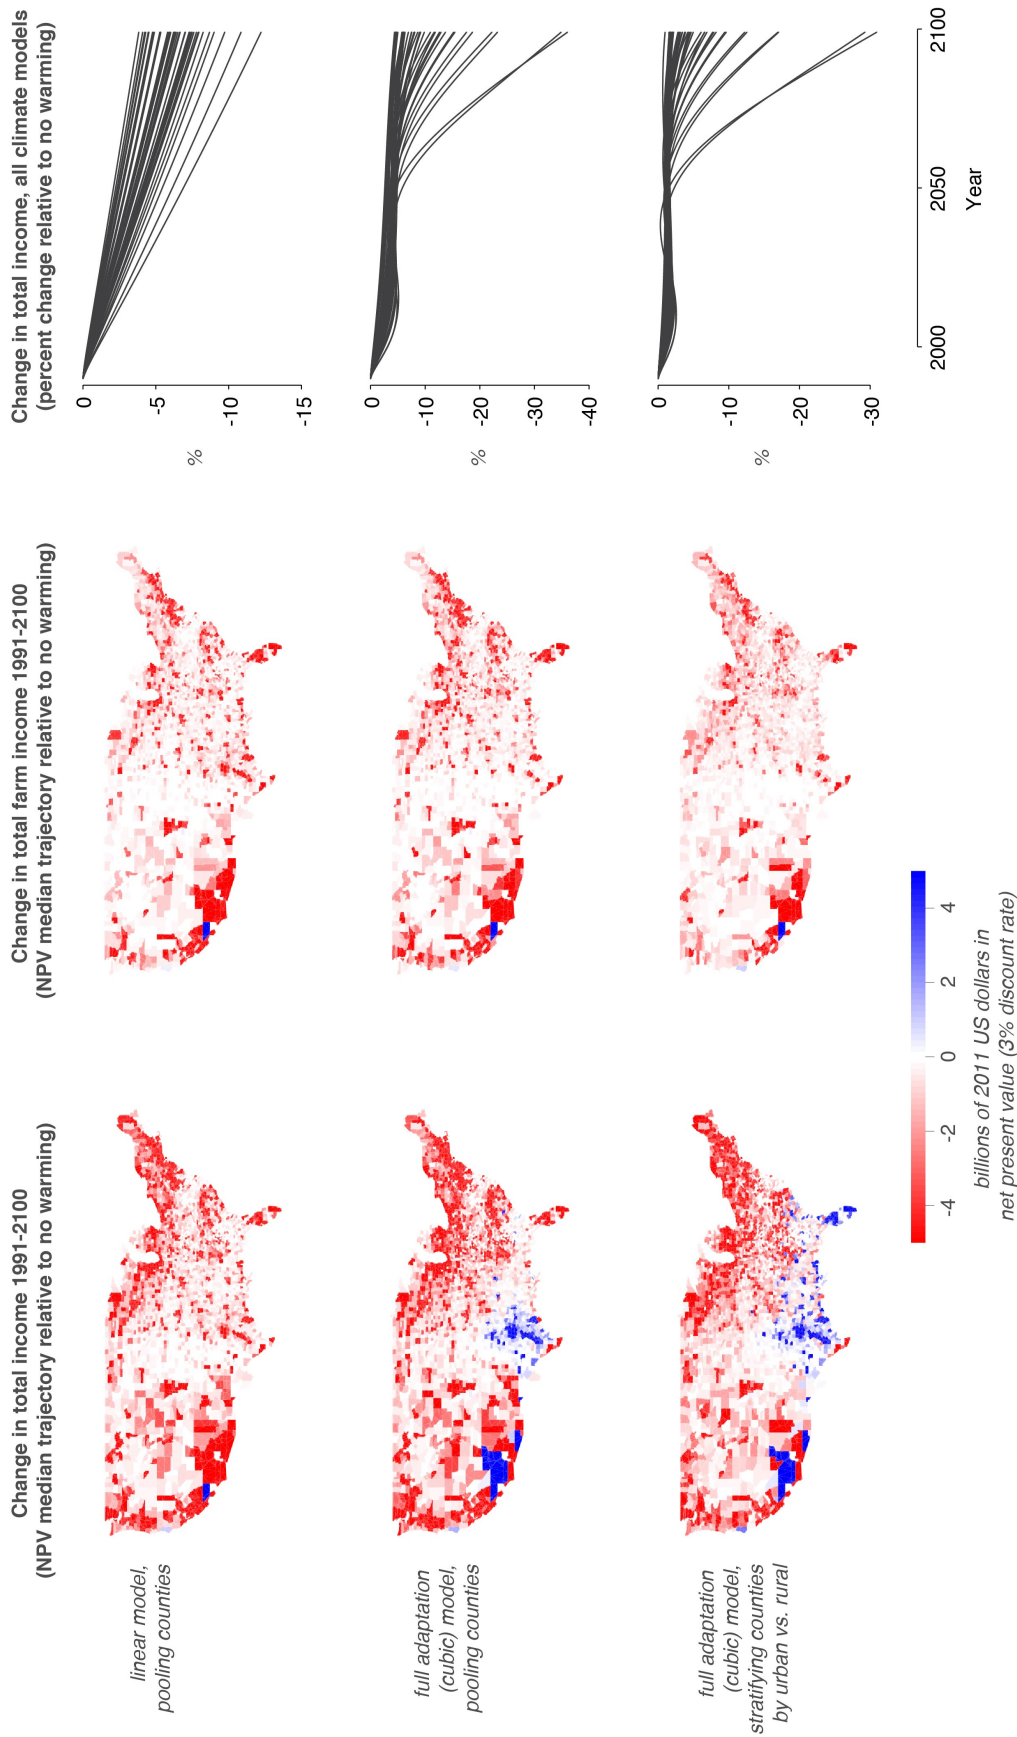 Change in total income 1991-2100
(NPV median trajectory relative to no warming)
Change in total farm income 1991-2100
(NPV median trajectory relative to no warming)
Change in total income, all climate models
(percent change relative to no warming)
linear model,
pooling counties
%
0
-5
-10
-15
full adaptation
(cubic) model,
pooling counties
%
0
-10
-20
-30
-40
full adaptation
(cubic) model,
stratifying counties
by urban vs. rural
%
0
-10
-20
-30
2000
2050
2100
Year
-4
-2
0
2
4
billions of 2011 US dollars in
net present value (3% discount rate)